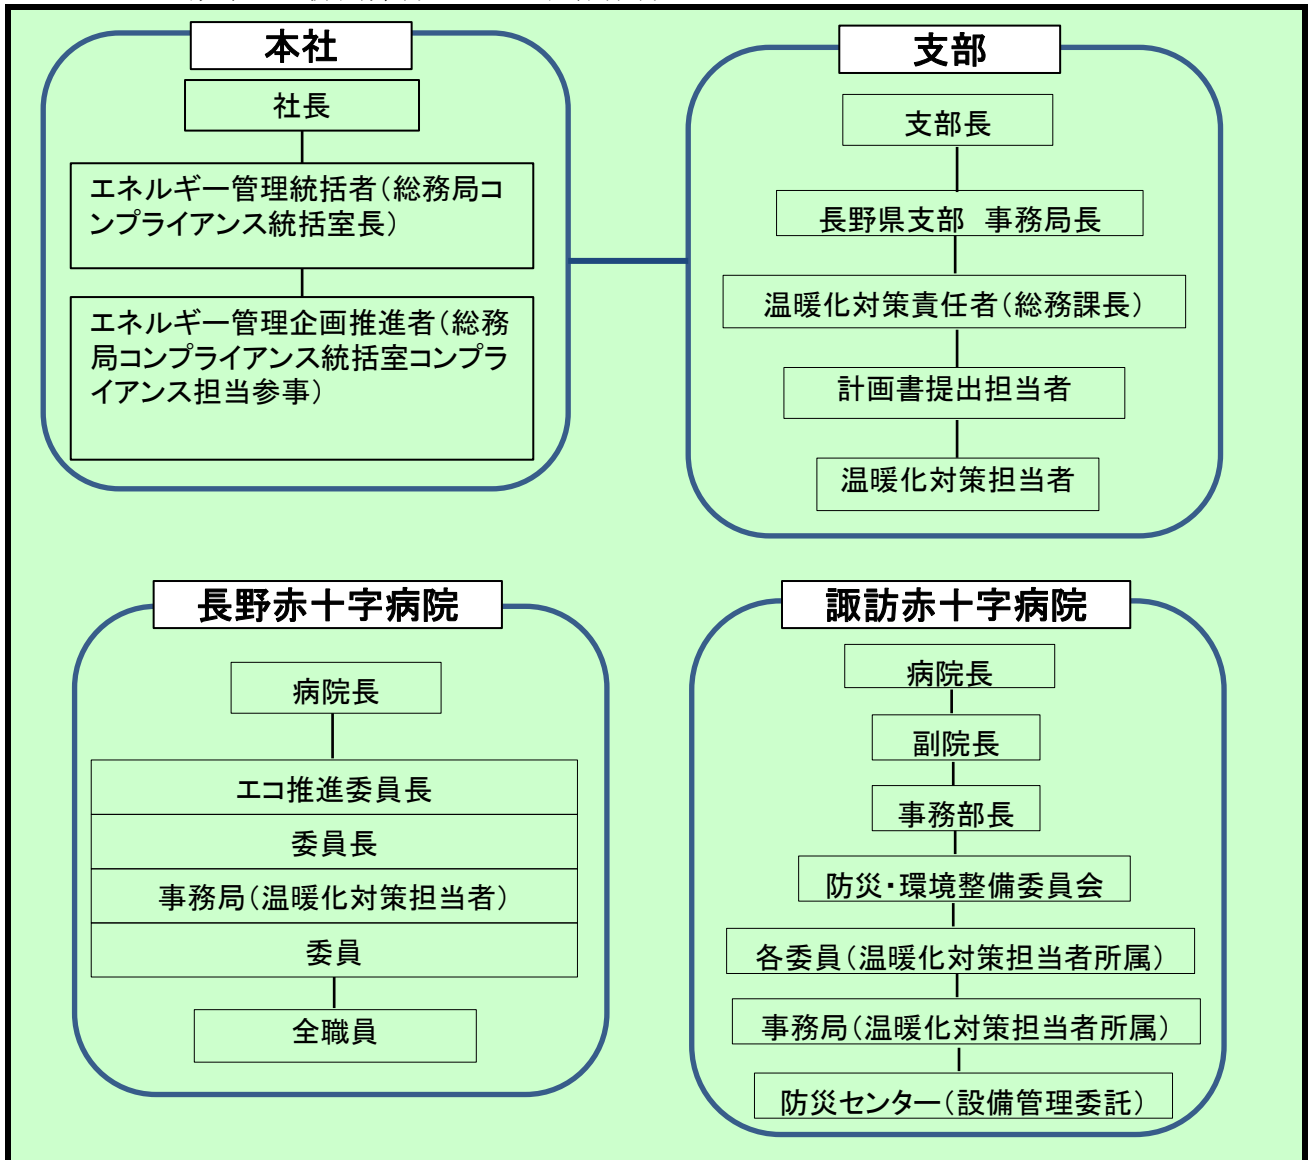 本社
社長
エネルギー管理統括者(総務局コ
ンプライアンス統括室長)
エネルギー管理企画推進者(総務
局コンプライアンス統括室コンプラ
イアンス担当参事)
支部
支部長
長野県支部 事務局長
温暖化対策責任者(総務課長)
計画書提出担当者
温暖化対策担当者
長野赤十字病院
病院長
エコ推進委員長
委員長
事務局(温暖化対策担当者)
委員
全職員
諏訪赤十字病院
病院長
副院長
事務部長
防災・環境整備委員会
各委員(温暖化対策担当者所属)
事務局(温暖化対策担当者所属)
防災センター(設備管理委託)